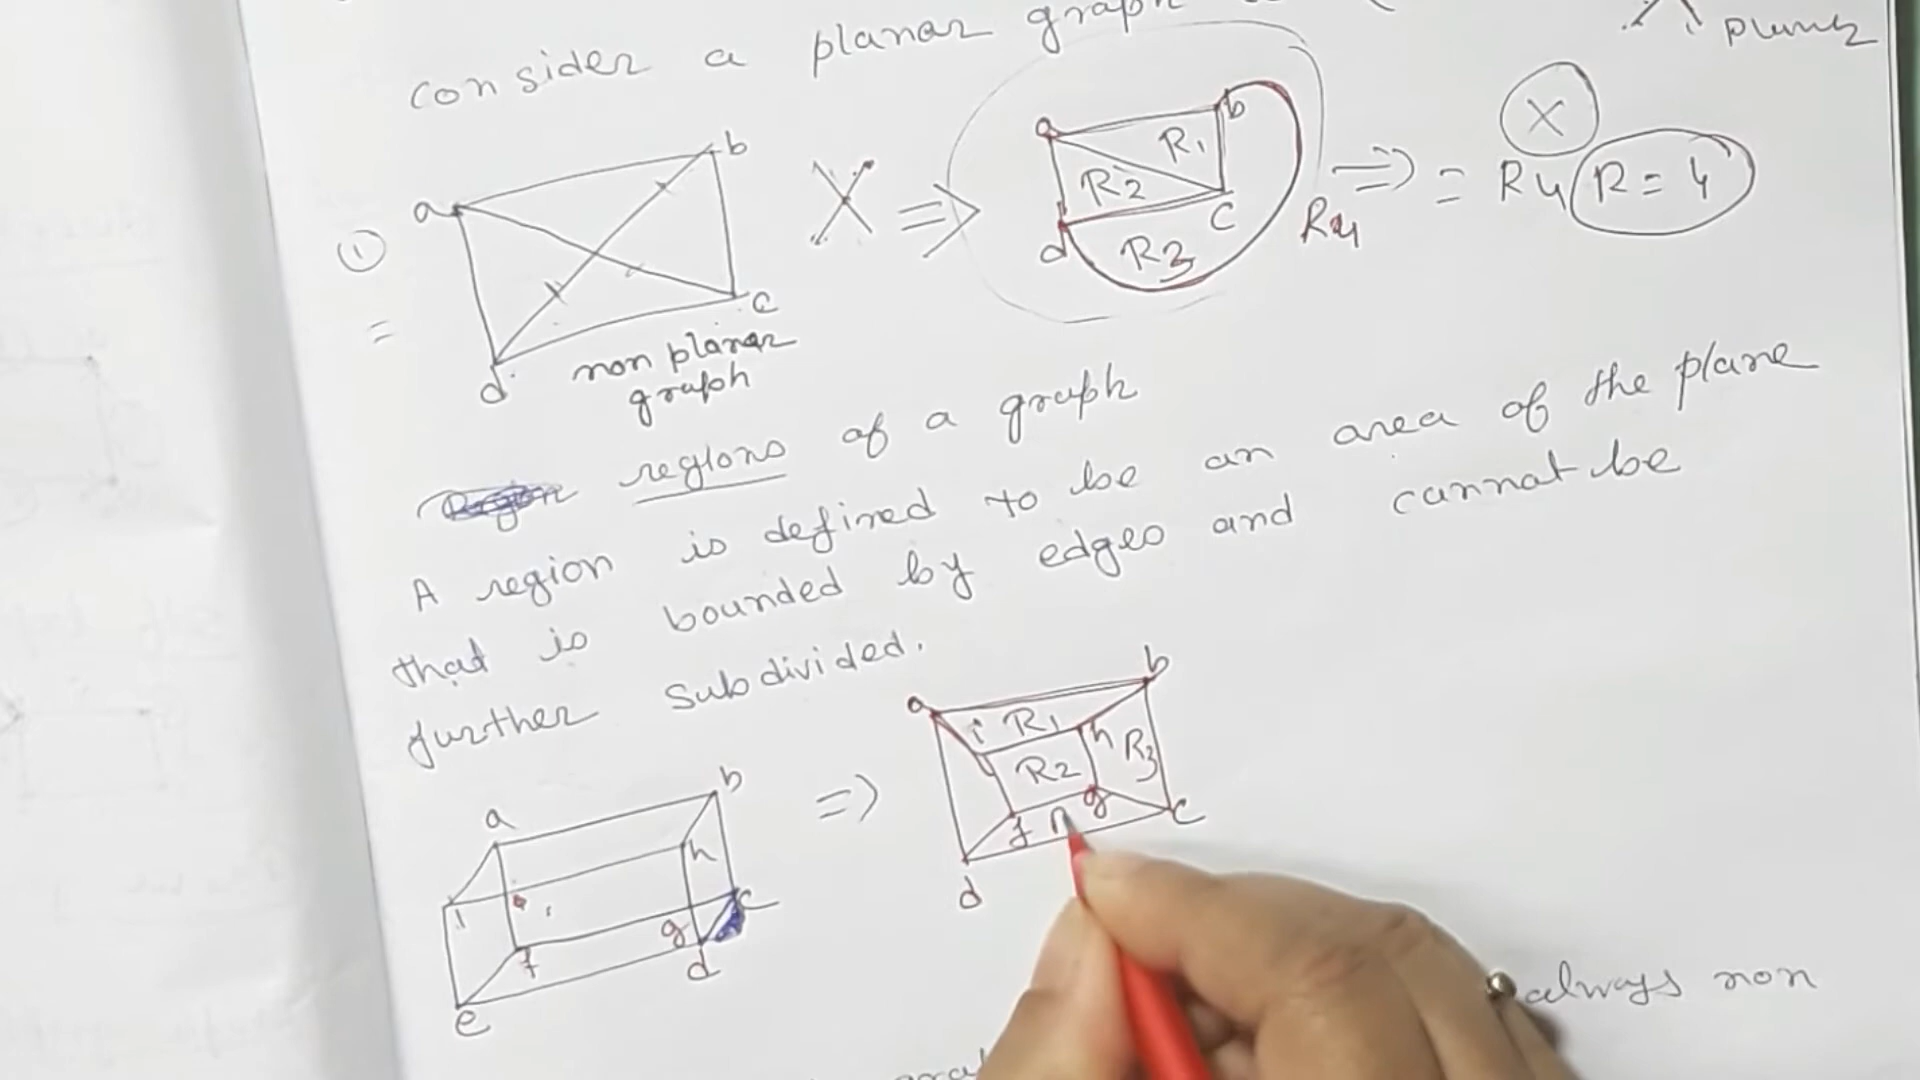 consider a planar graph
planar
a b X ⇒ a b R1 R2 c d R3 R4 ⇒ = R4 R = 4
X
① = d c
non planar
graph
regions of a graph
A region is defined to be an area of the plane
that is bounded by edges and cannot be
further subdivided.
a b h i f g c d e ⇒ a b i R1 h R2 R3 g f c d
always non